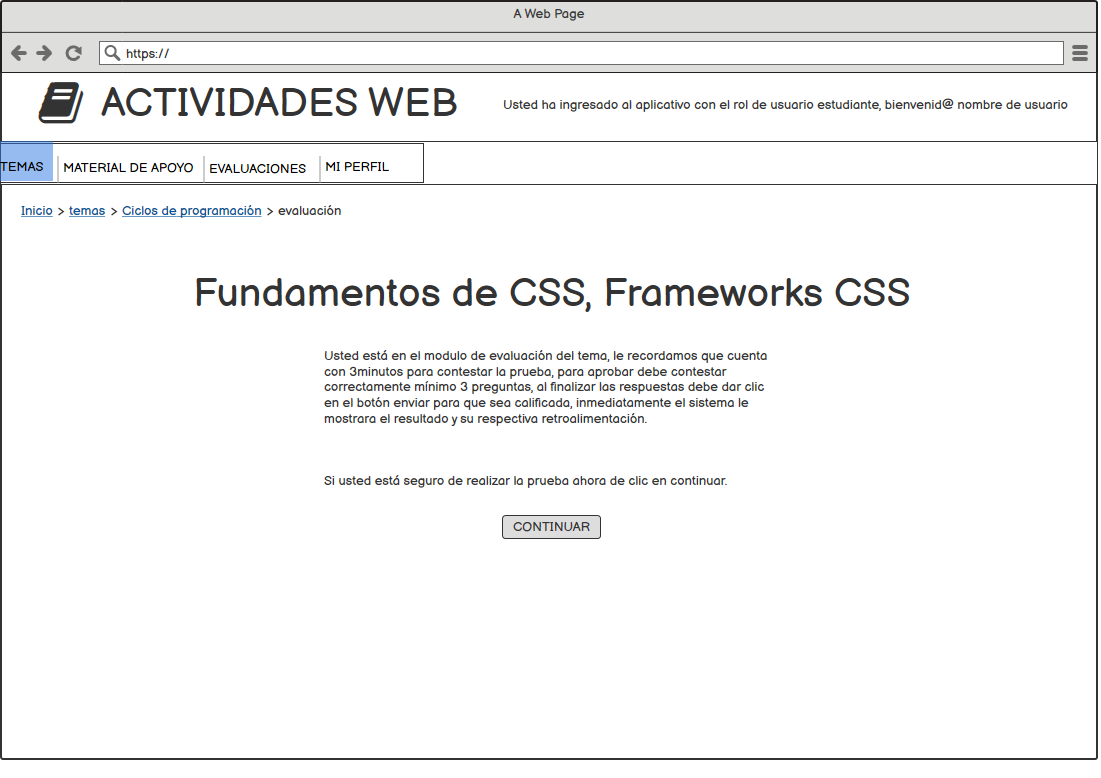 A Web Page
https://
ACTIVIDADES WEB
Usted ha ingresado al aplicativo con el rol de usuario estudiante, bienvenid@ nombre de usuario
TEMAS MATERIAL DE APOYO EVALUACIONES MI PERFIL
Inicio > temas > Ciclos de programación > evaluación
Fundamentos de CSS, Frameworks CSS
Usted está en el modulo de evaluación del tema, le recordamos que cuenta
con 3minutos para contestar la prueba, para aprobar debe contestar
correctamente mínimo 3 preguntas, al finalizar las respuestas debe dar clic
en el botón enviar para que sea calificada, inmediatamente el sistema le
mostrara el resultado y su respectiva retroalimentación.
Si usted está seguro de realizar la prueba ahora de clic en continuar.
CONTINUAR